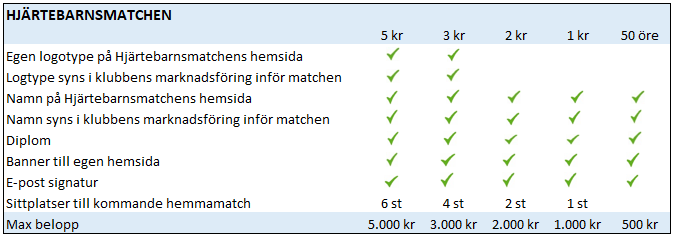 HJÄRTEBARNSMATCHEN
5 kr 3 kr 2 kr 1 kr 50 öre
Egen logotype på Hjärtebarnsmatchens hemsida
Logtype syns i klubbens marknadsföring inför matchen
Namn på Hjärtebarnsmatchens hemsida
Namn syns i klubbens marknadsföring inför matchen
Diplom
Banner till egen hemsida
E-post signatur
Sittplatser till kommande hemmamatch 6 st 4 st 2 st 1 st
Max belopp 5.000 kr 3.000 kr 2.000 kr 1.000 kr 500 kr